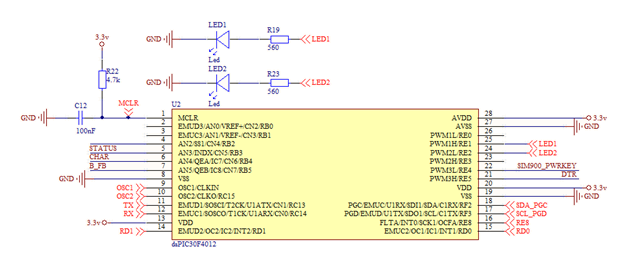 3.3v
LED1
R19
GND
Led
560
LED1
LED2
R23
GND
Led
560
LED2
R22
4.7k
C12
MCLR
GND
100nF
U2
1 MCLR AVDD 28 3.3v
2 EMUD3/AN0/VREF+/CN2/RB0 AVSS 27 GND
3 EMUC3/AN1/VREF-/CN3/RB1 PWM1L/RE0 26
STATUS 4 AN2/SS1/CN4/RB2 PWM1H/RE1 25 LED1
CHAR 5 AN3/INDX/CN5/RB3 PWM2L/RE2 24 LED2
B_FB 6 AN4/QEA/IC7/CN6/RB4 PWM2H/RE3 23
7 AN5/QEB/IC8/CN7/RB5 PWM3L/RE4 22 SIM900_PWRKEY
GND 8 VSS PWM3H/RE5 21 DTR
OSC1 9 OSC1/CLKIN VDD 20 3.3v
OSC2 10 OSC2/CLKO/RC15 VSS 19 GND
TX 11 EMUD1/SOSCI/T2CK/U1ATX/CN1/RC13 PGC/EMUC/U1RX/SDI1/SDA/C1RX/RF2 18 SDA_PGC
RX 12 EMUC1/SOSCO/T1CK/U1ARX/CN0/RC14 PGD/EMUD/U1TX/SDO1/SCL/C1TX/RF3 17 SCL_PGD
3.3v 13 VDD FLTA/INT0/SCK1/OCFA/RE8 16 RE8
RD1 14 EMUD2/OC2/IC2/INT2/RD1 EMUC2/OC1/IC1/INT1/RD0 15 RD0
dsPIC30F4012